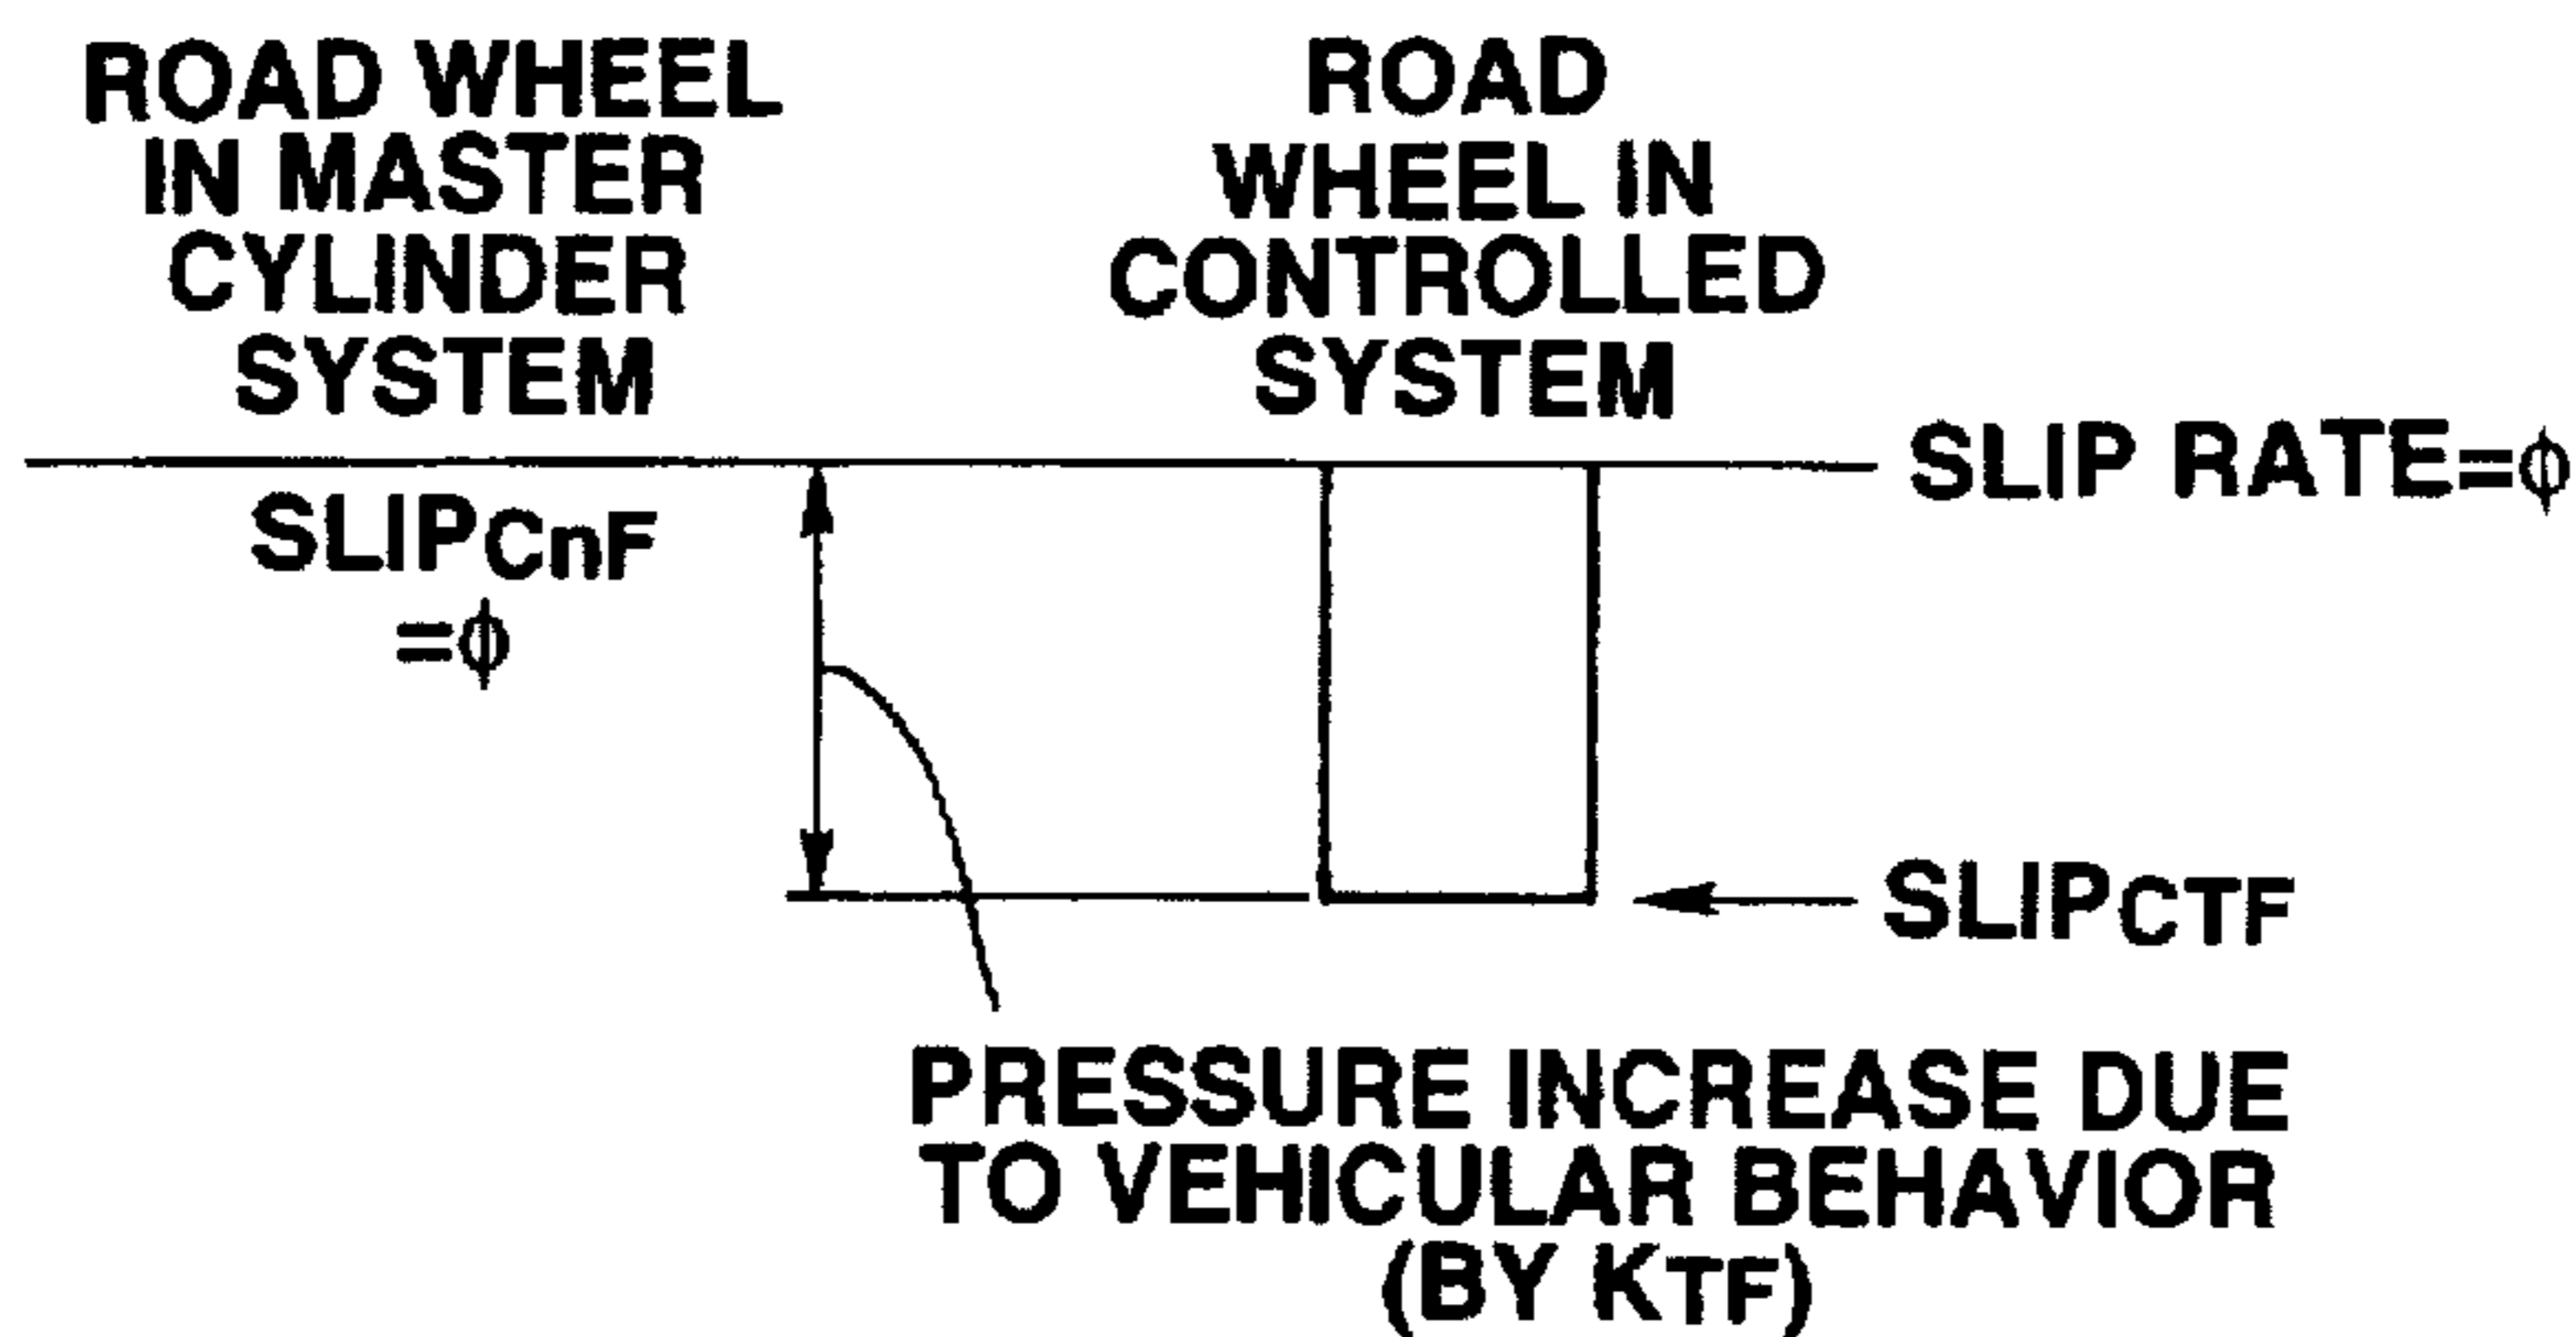 ROAD WHEEL
IN MASTER
CYLINDER
SYSTEM
ROAD
WHEEL IN
CONTROLLED
SYSTEM
SLIP RATE=ϕ
SLIPCnF
=ϕ
SLIPCTF
PRESSURE INCREASE DUE
TO VEHICULAR BEHAVIOR
(BY KTF)